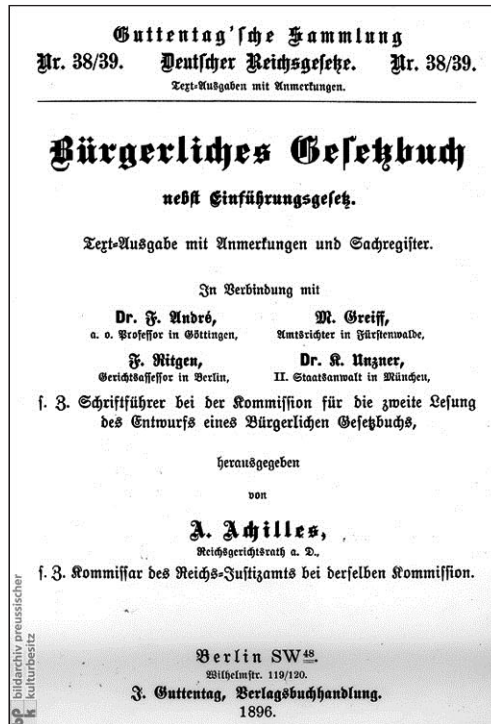 Guttentag'sche Sammlung
Nr. 38/39. Deutscher Reichsgesetze. Nr. 38/39.
Text-Ausgaben mit Anmerkungen.
Bürgerliches Gesetzbuch
nebst Einführungsgesetz.
Text-Ausgabe mit Anmerkungen und Sachregister.
In Verbindung mit
Dr. F. André, M. Greiff,
a. o. Professor in Göttingen, Amtsrichter in Fürstenwalde,
F. Ritgen, Dr. K. Unzner,
Gerichtsassessor in Berlin, II. Staatsanwalt in München,
s. Z. Schriftführer bei der Kommission für die zweite Lesung
des Entwurfs eines Bürgerlichen Gesetzbuchs,
herausgegeben
von
A. Achilles,
Reichsgerichtsrath a. D.,
s. Z. Kommissar des Reichs-Justizamts bei derselben Kommission.
Berlin SW 48.
Wilhelmstr. 119/120.
J. Guttentag, Verlagsbuchhandlung.
1896.
bpk bildarchiv preussischer
kulturbesitz